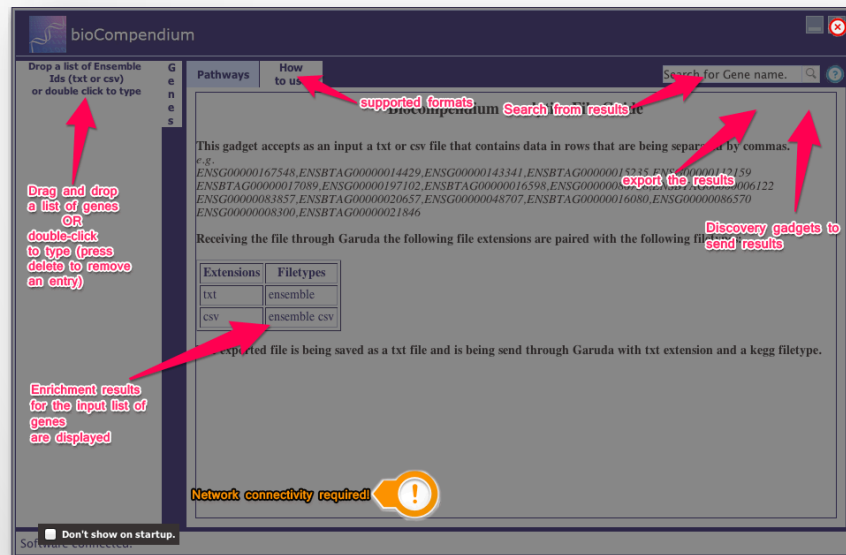 bioCompendium
Drop a list of Ensemble
Ids (txt or csv)
or double click to type
Genes
Pathways
How
to us
Search for Gene name.
supported formats
Search from results
Guide
This gadget accepts as an input a txt or csv file that contains data in rows that are being separated by commas.
e.g.
ENSG00000167548,ENSBTAG00000014429,ENSG00000143341,ENSBTAG00000015235,
ENSBTAG00000017089,ENSG00000197102,ENSBTAG00000016598,
ENSG00000083857,ENSBTAG00000020657,ENSG00000048707,ENSBTAG00000016080,ENSG00000086570
ENSG00000008300,ENSBTAG00000021846
export the results
Receiving the file through Garuda the following file extensions are paired with the following
Discovery gadgets to
send results
Drag and drop
a list of genes
OR
double-click
to type (press
delete to remove
an entry)
Extensions Filetypes
txt ensemble
csv ensemble csv
exported file is being saved as a txt file and is being send through Garuda with txt extension and a kegg filetype.
Enrichment results
for the input list of
genes
are displayed
Network connectivity required!
Don't show on startup.
Software connected.